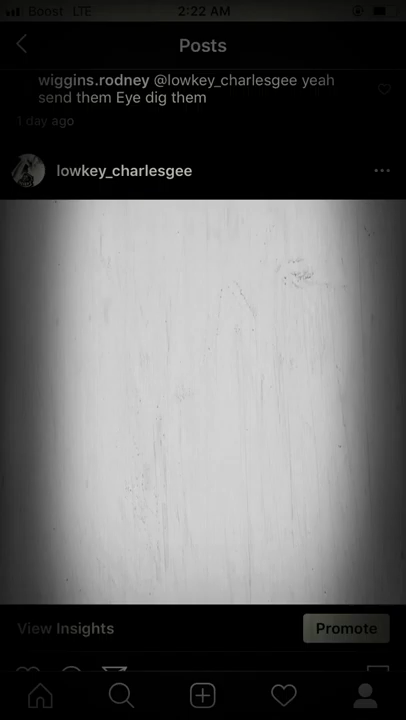 Boost LTE 2:22 AM
Posts
wiggins.rodney @lowkey_charlesgee yeah
send them Eye dig them
1 day ago
lowkey_charlesgee
View Insights
Promote